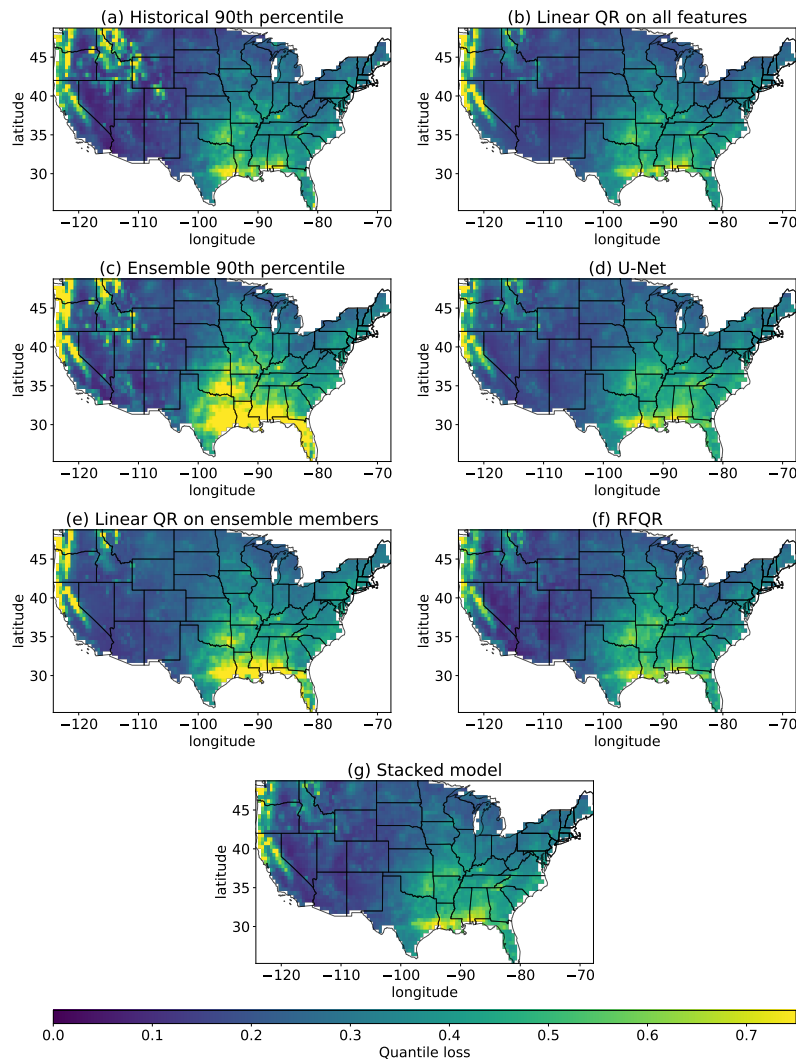 (a) Historical 90th percentile
45
40
35
30
latitude
−120 −110 −100 −90 −80 −70
longitude
(b) Linear QR on all features
45
40
35
30
latitude
−120 −110 −100 −90 −80 −70
longitude
(c) Ensemble 90th percentile
45
40
35
30
latitude
−120 −110 −100 −90 −80 −70
longitude
(d) U-Net
45
40
35
30
latitude
−120 −110 −100 −90 −80 −70
longitude
(e) Linear QR on ensemble members
45
40
35
30
latitude
−120 −110 −100 −90 −80 −70
longitude
(f) RFQR
45
40
35
30
latitude
−120 −110 −100 −90 −80 −70
longitude
(g) Stacked model
45
40
35
30
latitude
−120 −110 −100 −90 −80 −70
longitude
0.0 0.1 0.2 0.3 0.4 0.5 0.6 0.7
Quantile loss